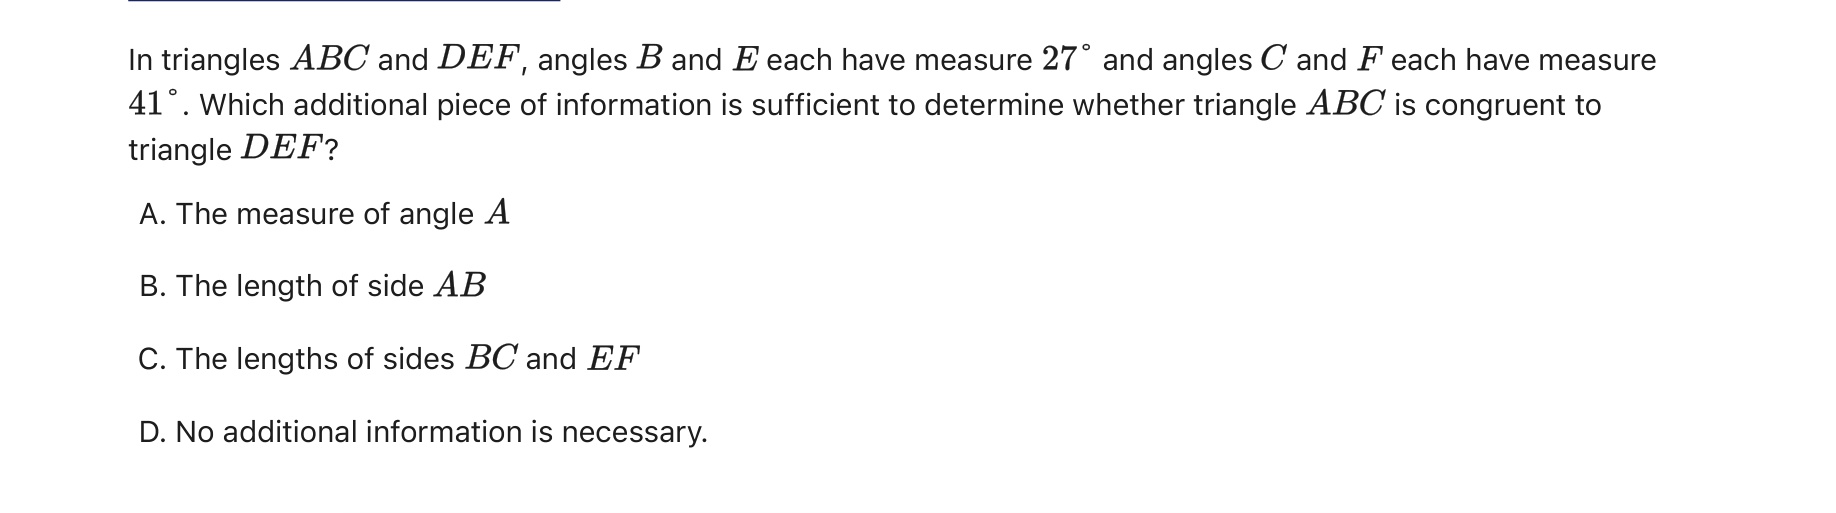 In triangles ABC and DEF, angles B and E each have measure 27° and angles C and F each have measure
41°. Which additional piece of information is sufficient to determine whether triangle ABC is congruent to
triangle DEF?
A. The measure of angle A
B. The length of side AB
C. The lengths of sides BC and EF
D. No additional information is necessary.